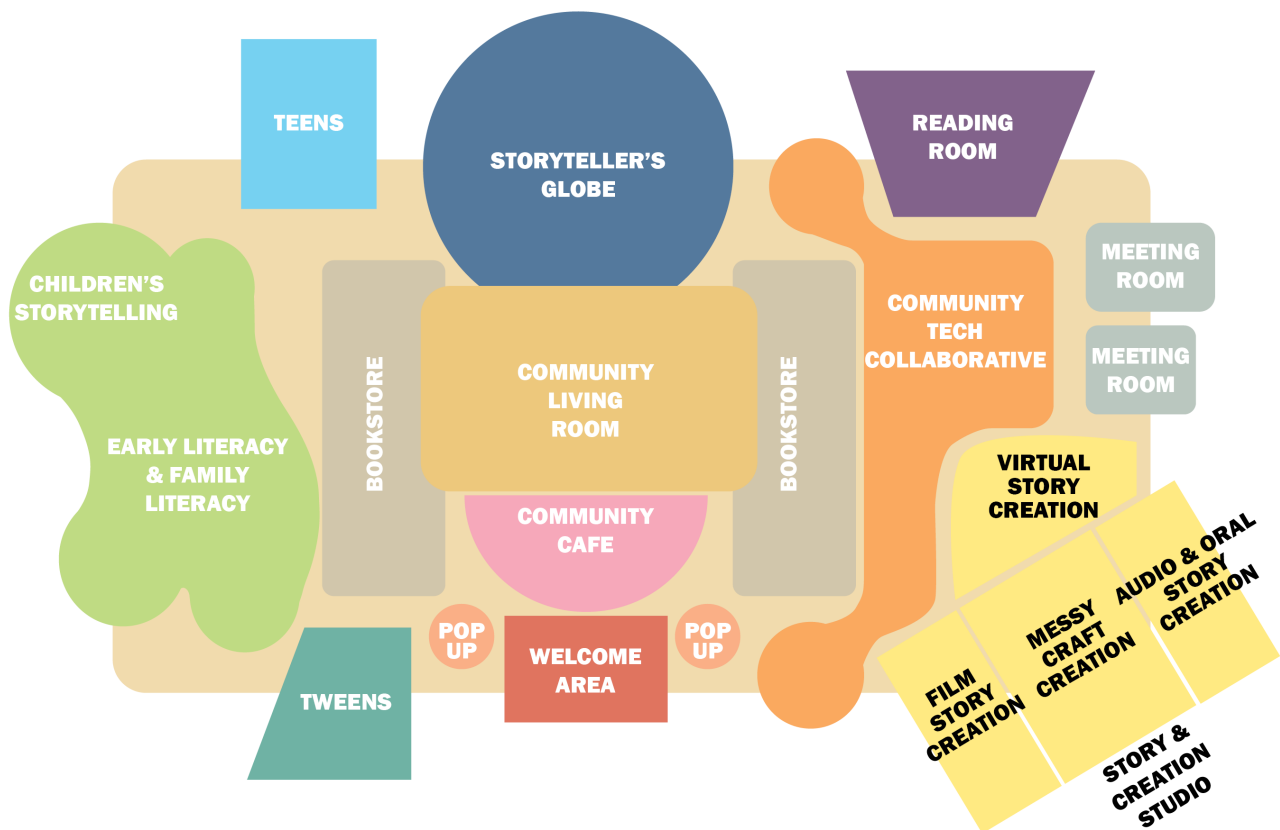 TEENS
STORYTELLER'S
GLOBE
READING
ROOM
CHILDREN'S
STORYTELLING
MEETING
ROOM
COMMUNITY
TECH
COLLABORATIVE
MEETING
ROOM
BOOKSTORE
COMMUNITY
LIVING
ROOM
BOOKSTORE
EARLY LITERACY
& FAMILY
LITERACY
VIRTUAL
STORY
CREATION
COMMUNITY
CAFE
AUDIO & ORAL
STORY
CREATION
MESSY
CRAFT
CREATION
POP
UP
WELCOME
AREA
POP
UP
TWEENS
FILM
STORY
CREATION
STORY &
CREATION
STUDIO